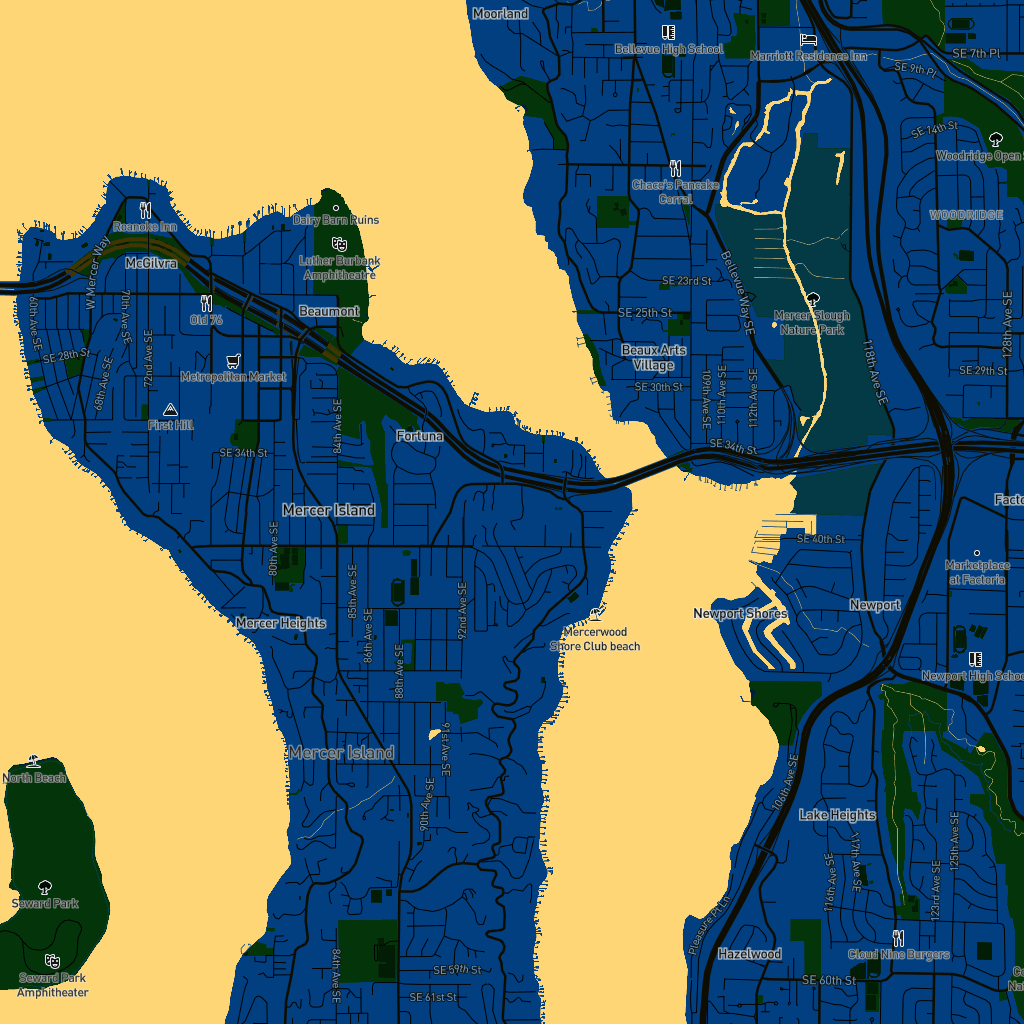 Moorland
Bellevue High School
Marriott Residence Inn
SE 7th Pl
SE 9th Pl
SE 14th St
Woodridge Open S
Chace's Pancake
Corral
WOODRIDGE
Dairy Barn Ruins
Roanoke Inn
W Mercer Way
McGilvra
Luther Burbank
Amphitheatre
SE 23rd St
Bellevue Way SE
60th Ave SE
70th Ave SE
Old 76
Beaumont
SE 25th St
Mercer Slough
Nature Park
128th Ave SE
SE 28th St
72nd Ave SE
68th Ave SE
Metropolitan Market
Beaux Arts
Village
SE 30th St
109th Ave SE
110th Ave SE
112th Ave SE
118th Ave SE
SE 29th St
First Hill
84th Ave SE
Fortuna
SE 34th St
SE 34th St
Mercer Island
Facto
80th Ave SE
SE 40th St
Marketplace
at Factoria
85th Ave SE
86th Ave SE
92nd Ave SE
Mercer Heights
Mercerwood
Shore Club beach
Newport Shores
Newport
88th Ave SE
Newport High Schoo
Mercer Island
91st Ave SE
North Beach
106th Ave SE
90th Ave SE
Lake Heights
117th Ave SE
125th Ave SE
116th Ave SE
123rd Ave SE
Seward Park
Pleasure Pt Ln
Seward Park
Amphitheater
84th Ave SE
SE 59th St
SE 61st St
Hazelwood
Cloud Nine Burgers
SE 60th St
Co
Nat